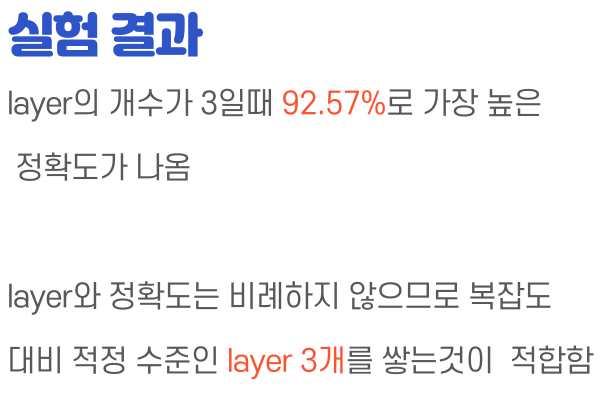 실험 결과
layer의 개수가 3일때 92.57%로 가장 높은
정확도가 나옴
layer와 정확도는 비례하지 않으므로 복잡도
대비 적정 수준인 layer 3개를 쌓는것이 적합함